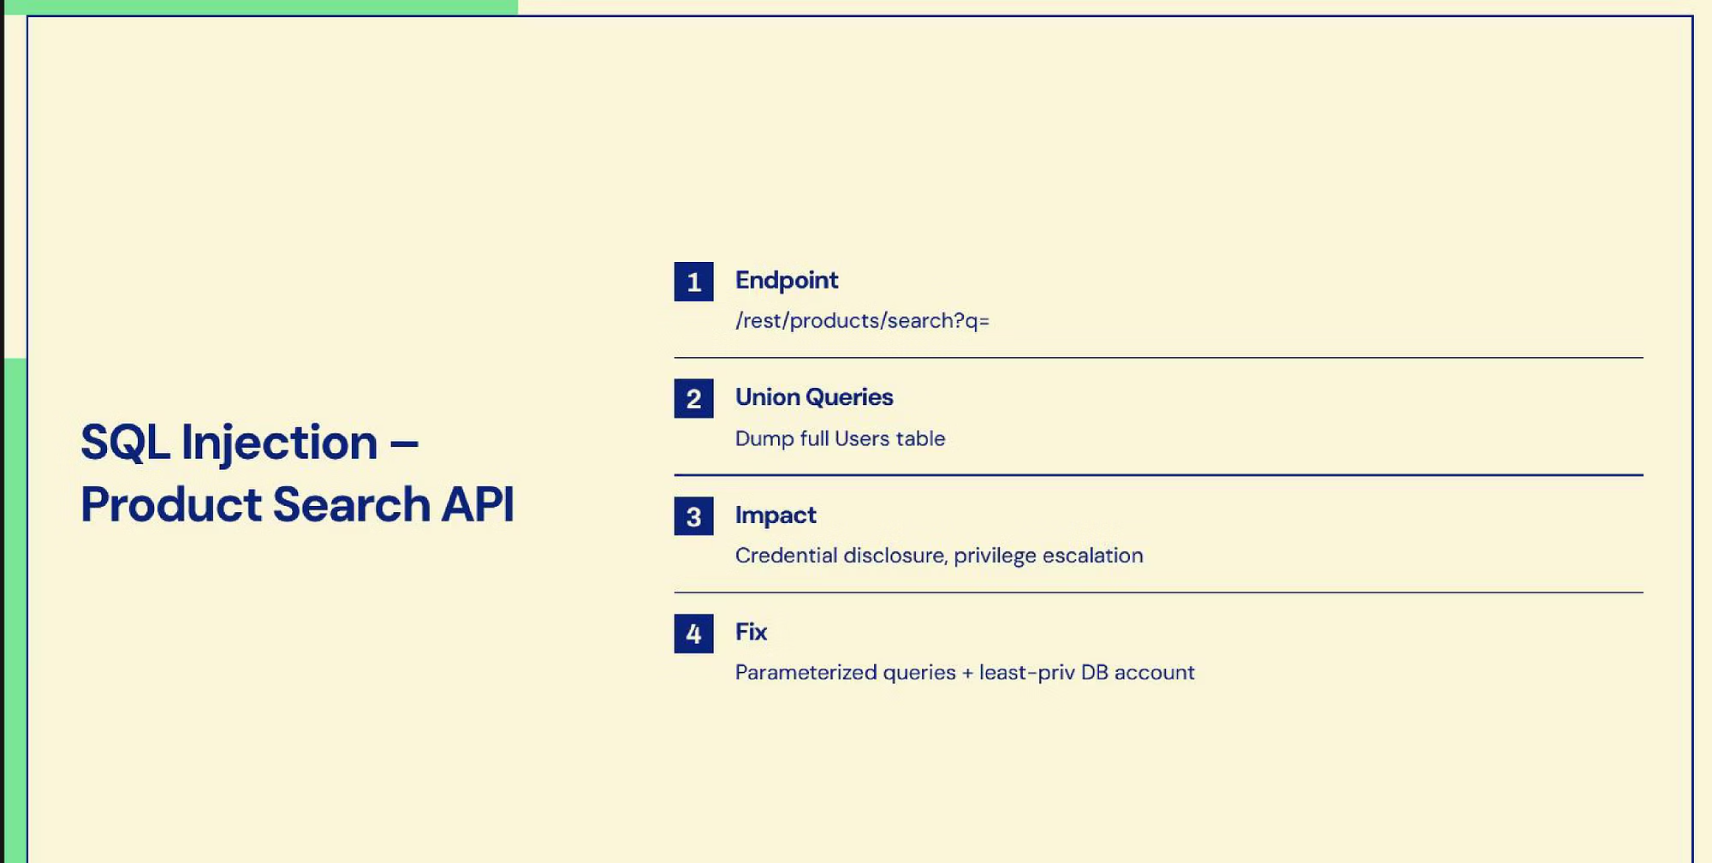 SQL Injection –
Product Search API
1 Endpoint
/rest/products/search?q=
2 Union Queries
Dump full Users table
3 Impact
Credential disclosure, privilege escalation
4 Fix
Parameterized queries + least-priv DB account